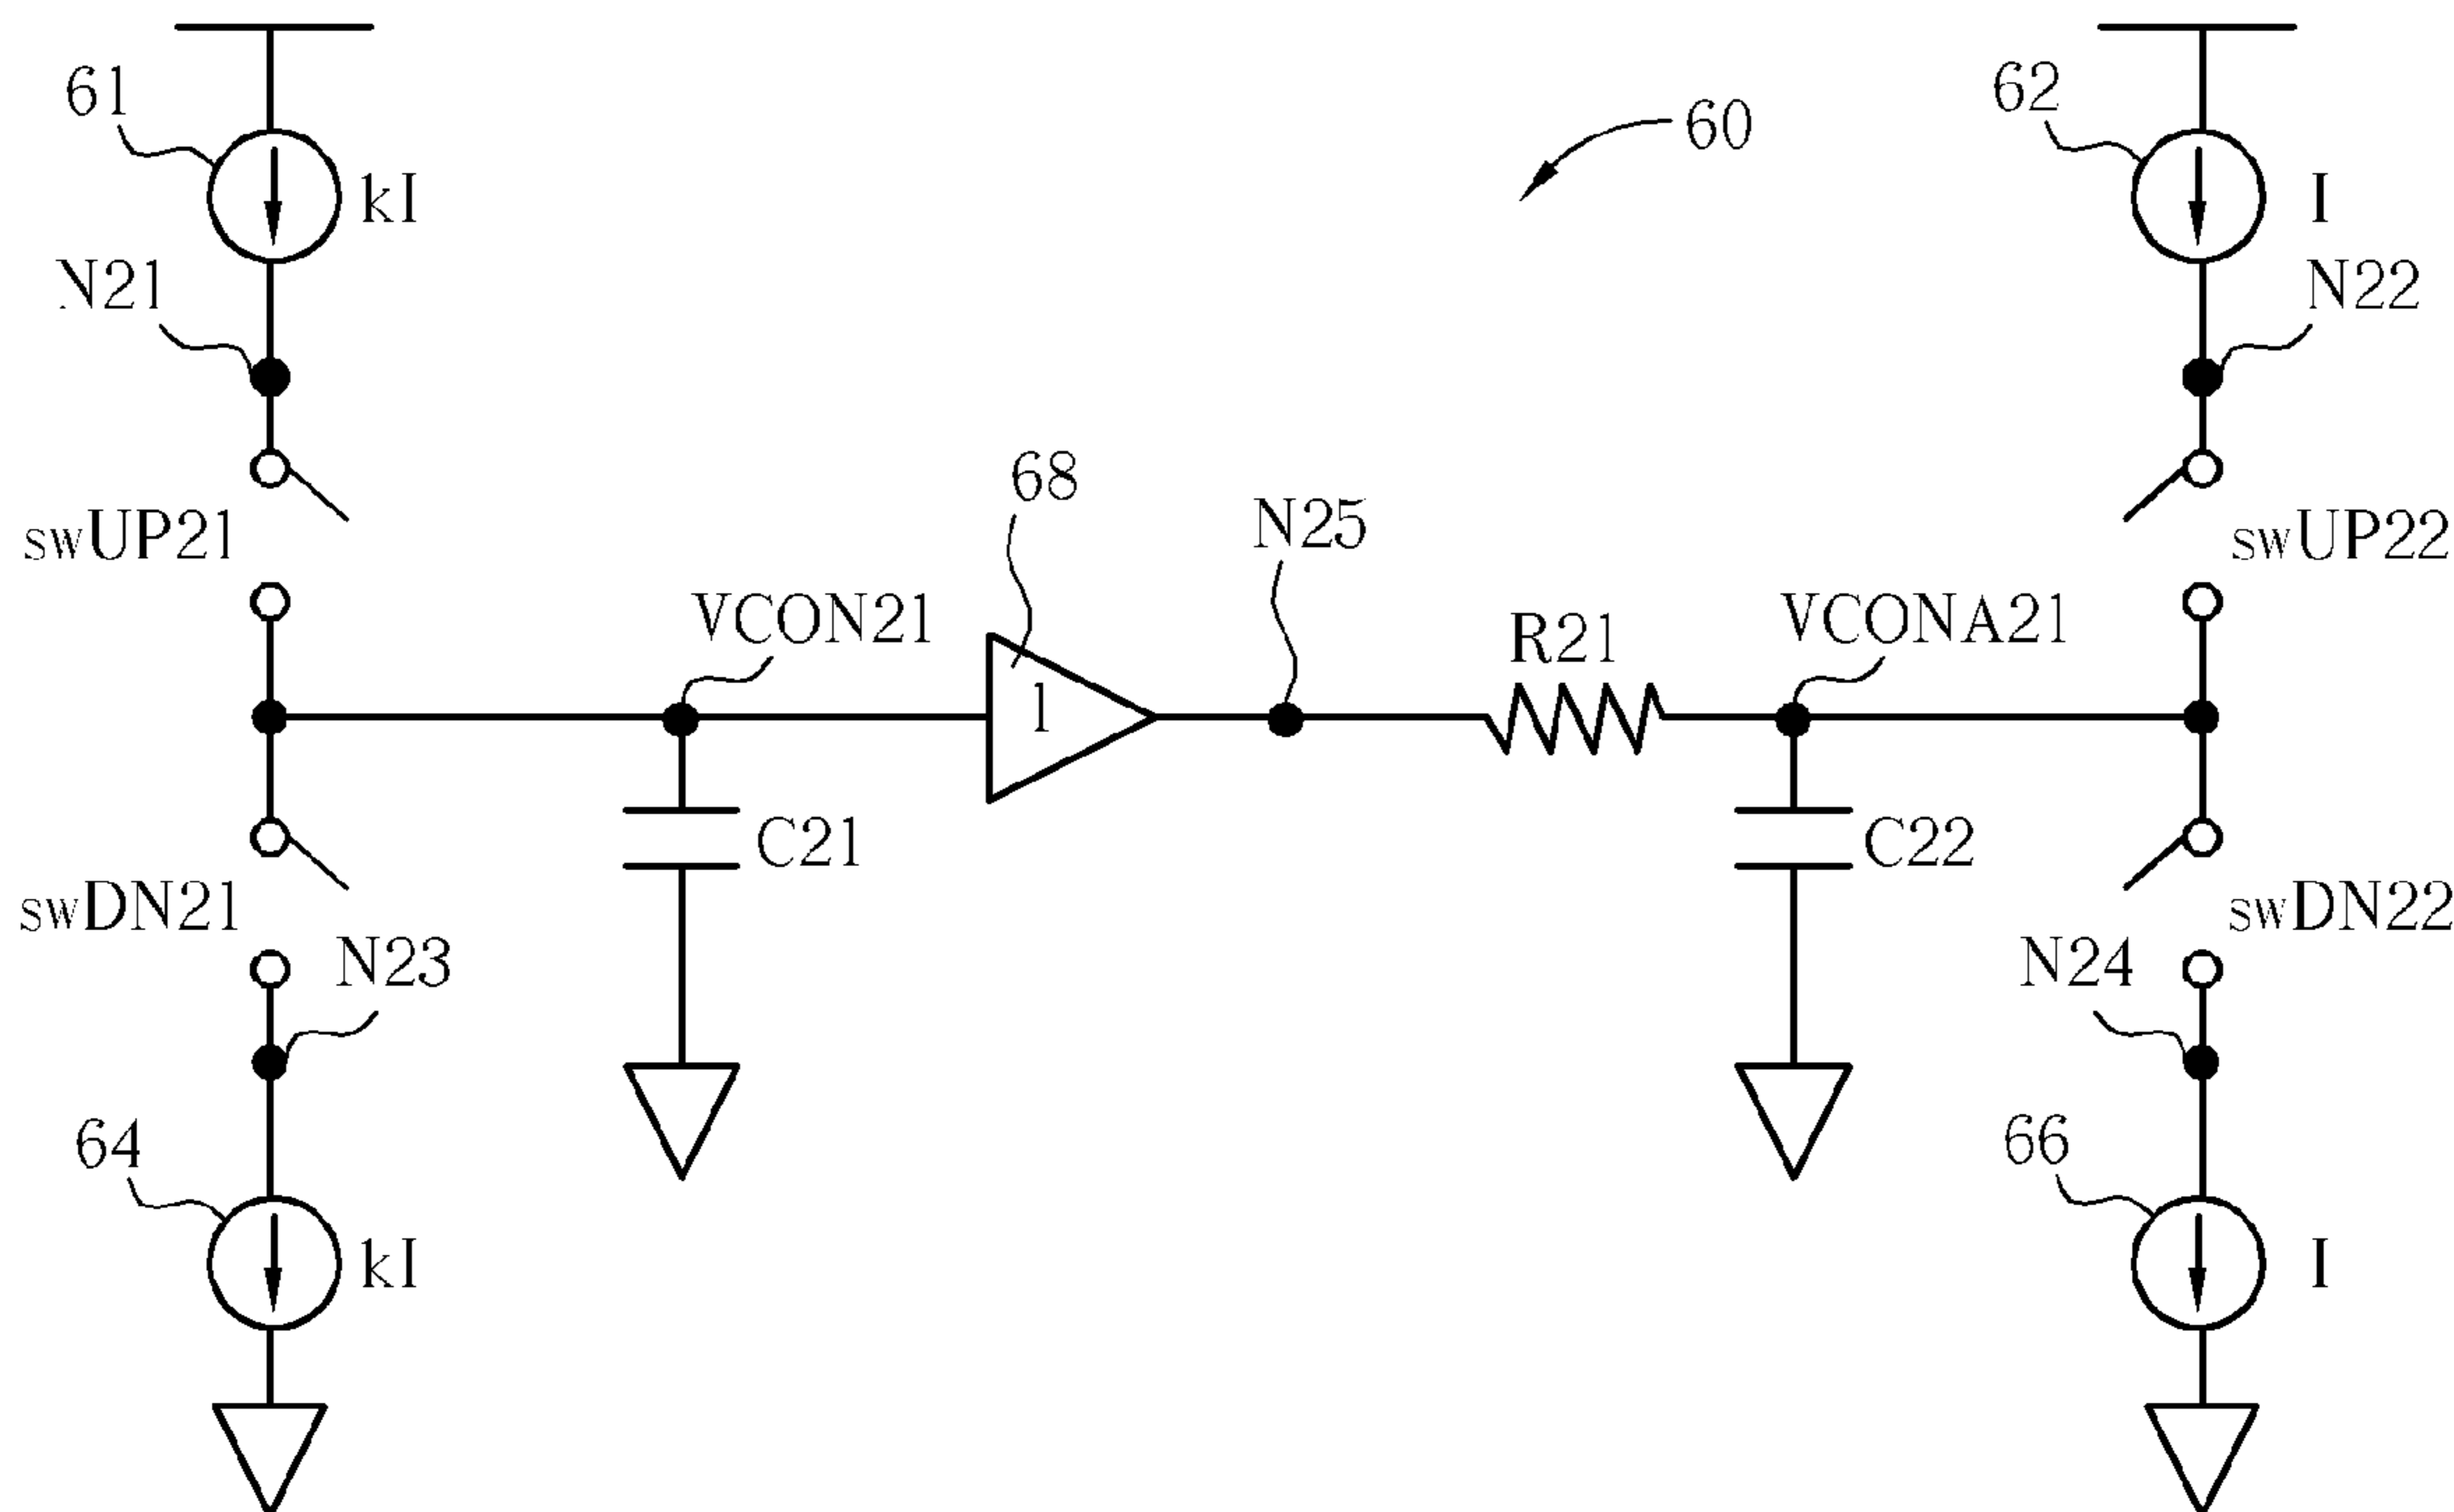 61
kI
60
62
I
N21
N22
68
N25
swUP21
swUP22
VCON21
1
R21
VCONA21
C21
C22
swDN21
swDN22
N23
N24
64
kI
66
I